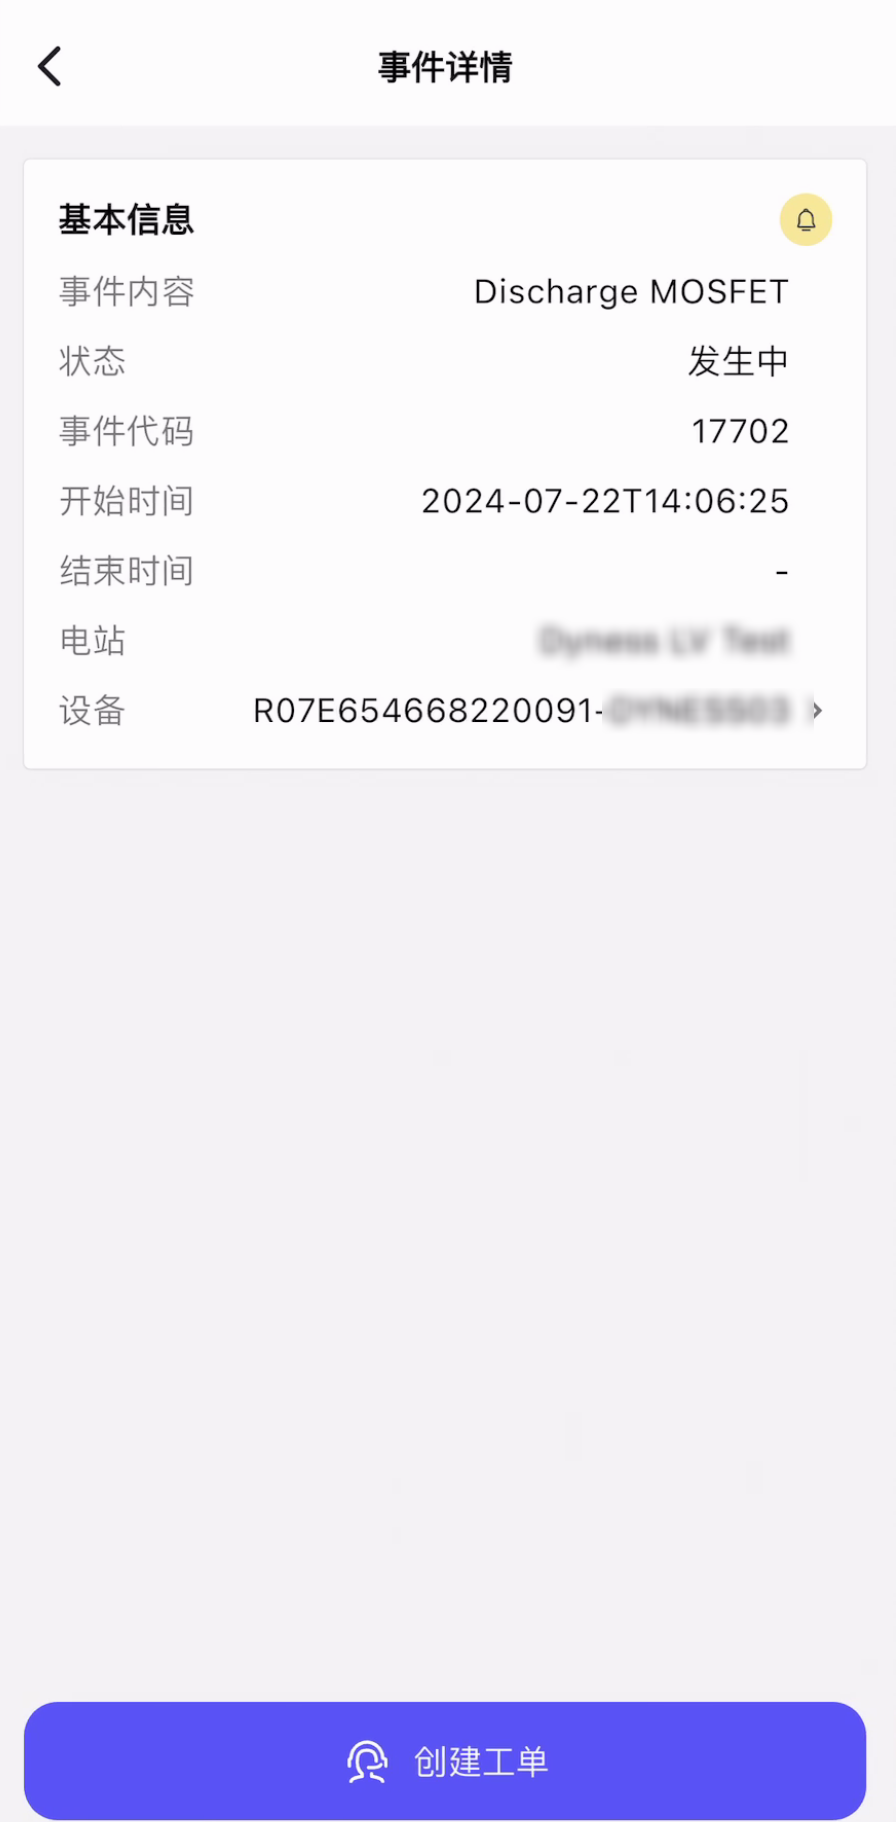 事件详情
基本信息
事件内容 Discharge MOSFET
状态 发生中
事件代码 17702
开始时间 2024-07-22T14:06:25
结束时间 -
电站
设备 R07E654668220091-
创建工单